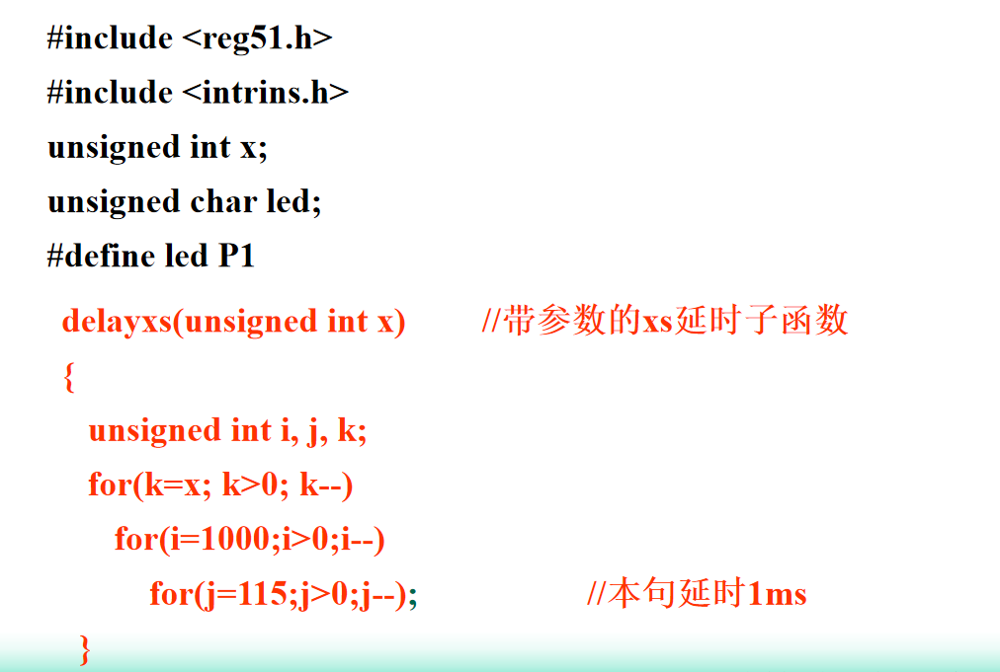 #include <reg51.h>
#include <intrins.h>
unsigned int x;
unsigned char led;
#define led P1
delayxs(unsigned int x) //带参数的xs延时子函数
{
unsigned int i, j, k;
for(k=x; k>0; k--)
for(i=1000;i>0;i--)
for(j=115;j>0;j--); //本句延时1ms
}